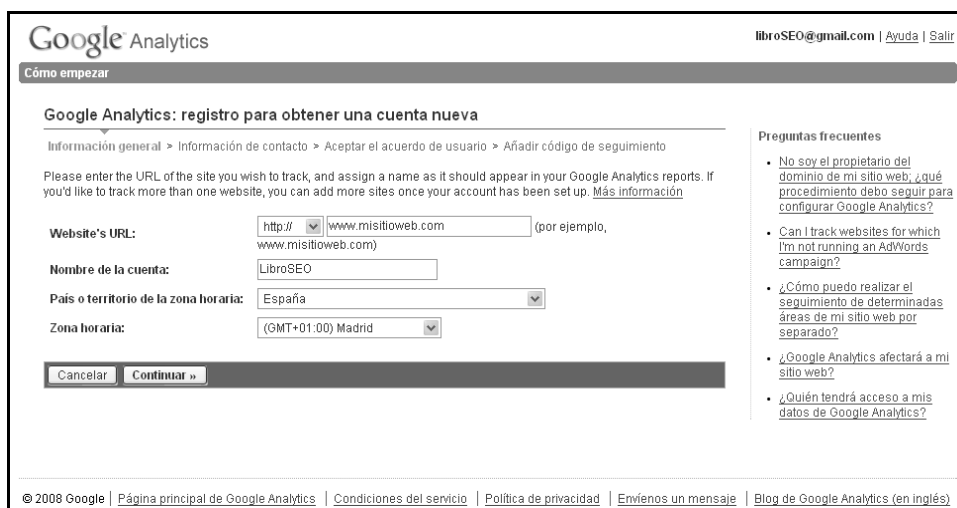 Google Analytics
libroSEO@gmail.com | Ayuda | Salir
Cómo empezar
Google Analytics: registro para obtener una cuenta nueva
Información general > Información de contacto > Aceptar el acuerdo de usuario > Añadir código de seguimiento
Please enter the URL of the site you wish to track, and assign a name as it should appear in your Google Analytics reports. If
you'd like to track more than one website, you can add more sites once your account has been set up. Más información
Website's URL: http:// www.misitioweb.com (por ejemplo,
www.misitioweb.com)
Nombre de la cuenta: LibroSEO
País o territorio de la zona horaria: España
Zona horaria: (GMT+01:00) Madrid
Cancelar Continuar »
Preguntas frecuentes
• No soy el propietario del
dominio de mi sitio web; ¿qué
procedimiento debo seguir para
configurar Google Analytics?
• Can I track websites for which
I'm not running an AdWords
campaign?
• ¿Cómo puedo realizar el
seguimiento de determinadas
áreas de mi sitio web por
separado?
• ¿Google Analytics afectará a mi
sitio web?
• ¿Quién tendrá acceso a mis
datos de Google Analytics?
© 2008 Google | Página principal de Google Analytics | Condiciones del servicio | Política de privacidad | Envíenos un mensaje | Blog de Google Analytics (en inglés)